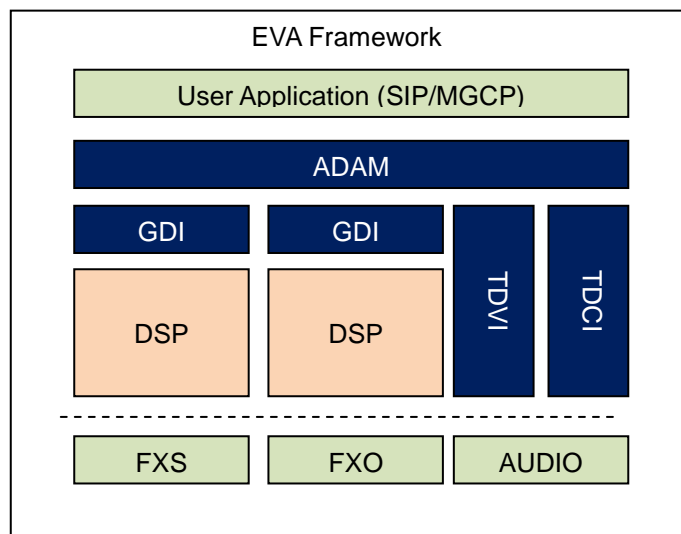 EVA Framework
User Application (SIP/MGCP)
ADAM
GDI
GDI
TDVI
TDCI
DSP
DSP
FXS
FXO
AUDIO